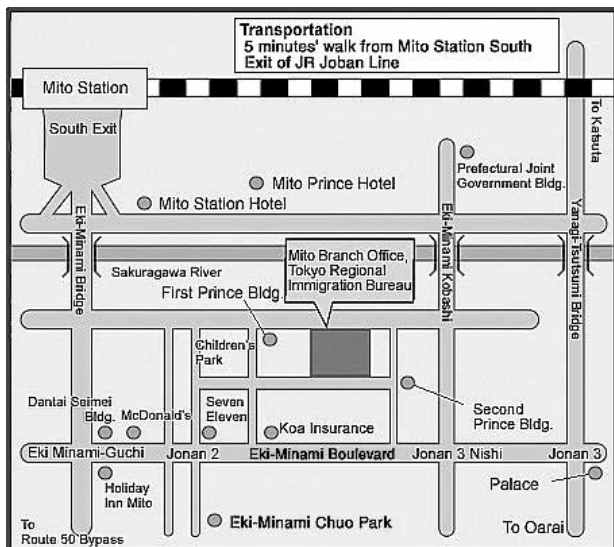 Transportation
5 minutes' walk from Mito Station South
Exit of JR Joban Line
Mito Station
South Exit
To Katsuta
Mito Prince Hotel
Prefectural Joint
Government Bldg.
Mito Station Hotel
Eki-Minami Bridge
Eki-Minami Kobashi
Yanagi-Tsutsumi Bridge
Sakuragawa River
Mito Branch Office,
Tokyo Regional
Immigration Bureau
First Prince Bldg.
Children's
Park
Dantai Seimei
Bldg.
McDonald's
Seven
Eleven
Koa Insurance
Second
Prince Bldg.
Eki Minami-Guchi
Jonan 2
Eki-Minami Boulevard
Jonan 3 Nishi
Jonan 3
Holiday
Inn Mito
Palace
Eki-Minami Chuo Park
To
Route 50 Bypass
To Oarai